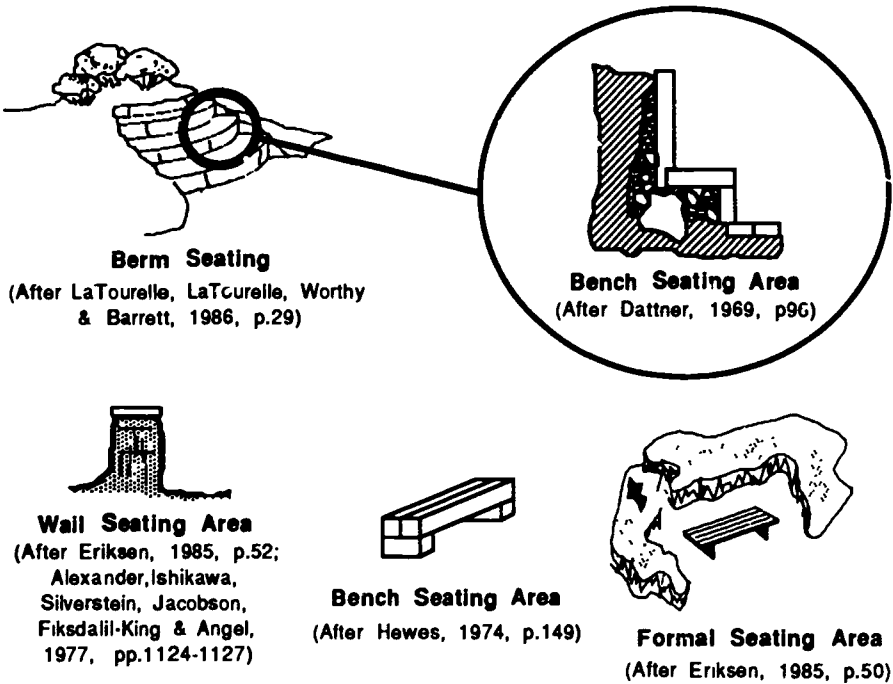 Berm Seating
(After LaTourelle, LaTourelle, Worthy
& Barrett, 1986, p.29)
Bench Seating Area
(After Dattner, 1969, p90)
Wall Seating Area
(After Eriksen, 1985, p.52;
Alexander,Ishikawa,
Silverstein, Jacobson,
Fiksdalil-King & Angel,
1977, pp.1124-1127)
Bench Seating Area
(After Hewes, 1974, p.149)
Formal Seating Area
(After Eriksen, 1985, p.50)